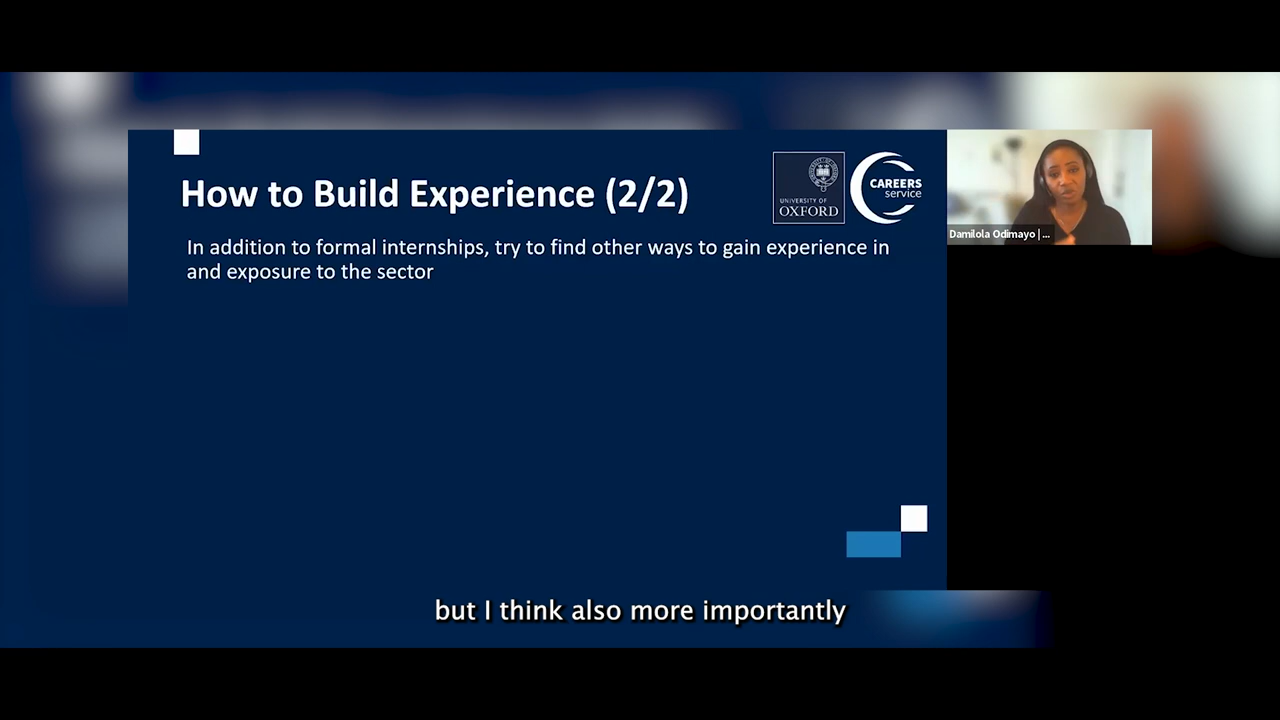 How to Build Experience (2/2)
UNIVERSITY OF
OXFORD
CAREERS
service
In addition to formal internships, try to find other ways to gain experience in
and exposure to the sector
Damilola Odimayo | ...
but I think also more importantly